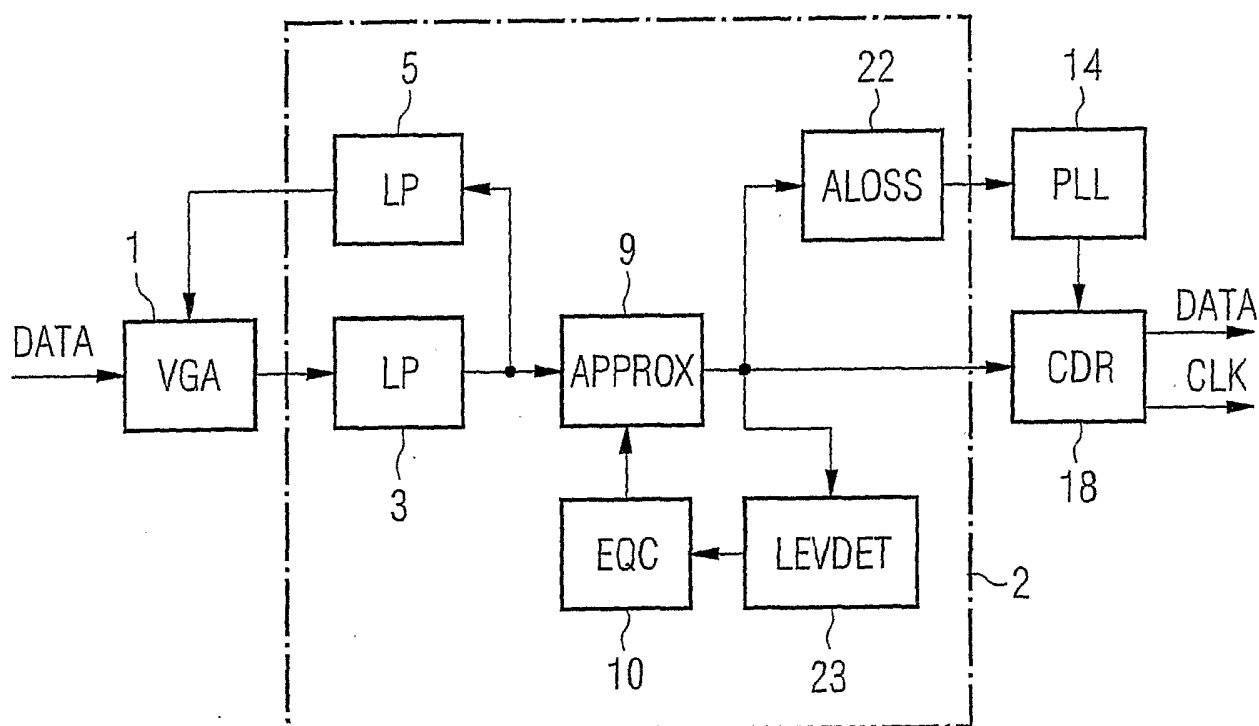 5
22
14
LP
ALOSS
PLL
1
9
DATA
VGA
LP
APPROX
CDR
DATA
CLK
3
18
EQC
LEVDET
2
10
23